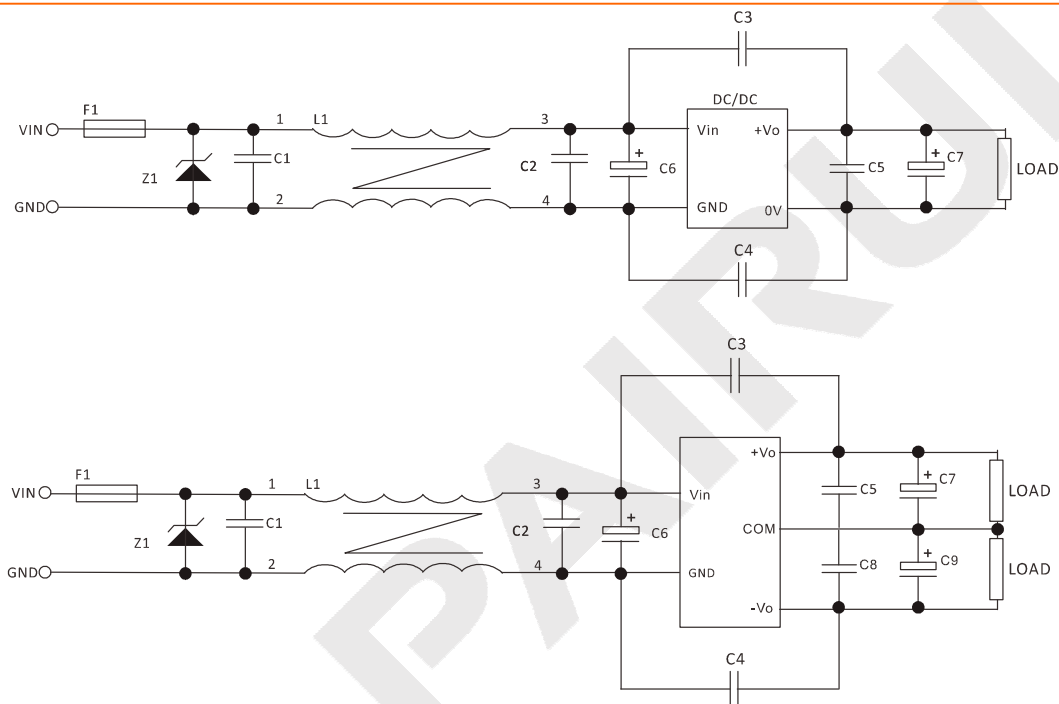 C3
F1
1
L1
3
DC/DC
VIN
Vin
+Vo
Z1
C1
C2
+
C6
C5
+
C7
LOAD
GND
2
4
GND
0V
C4
PAIRUI
C3
F1
1
L1
3
+Vo
VIN
Vin
C5
+
C7
LOAD
Z1
C1
C2
+
C6
COM
GND
2
4
GND
C8
+
C9
LOAD
-Vo
C4